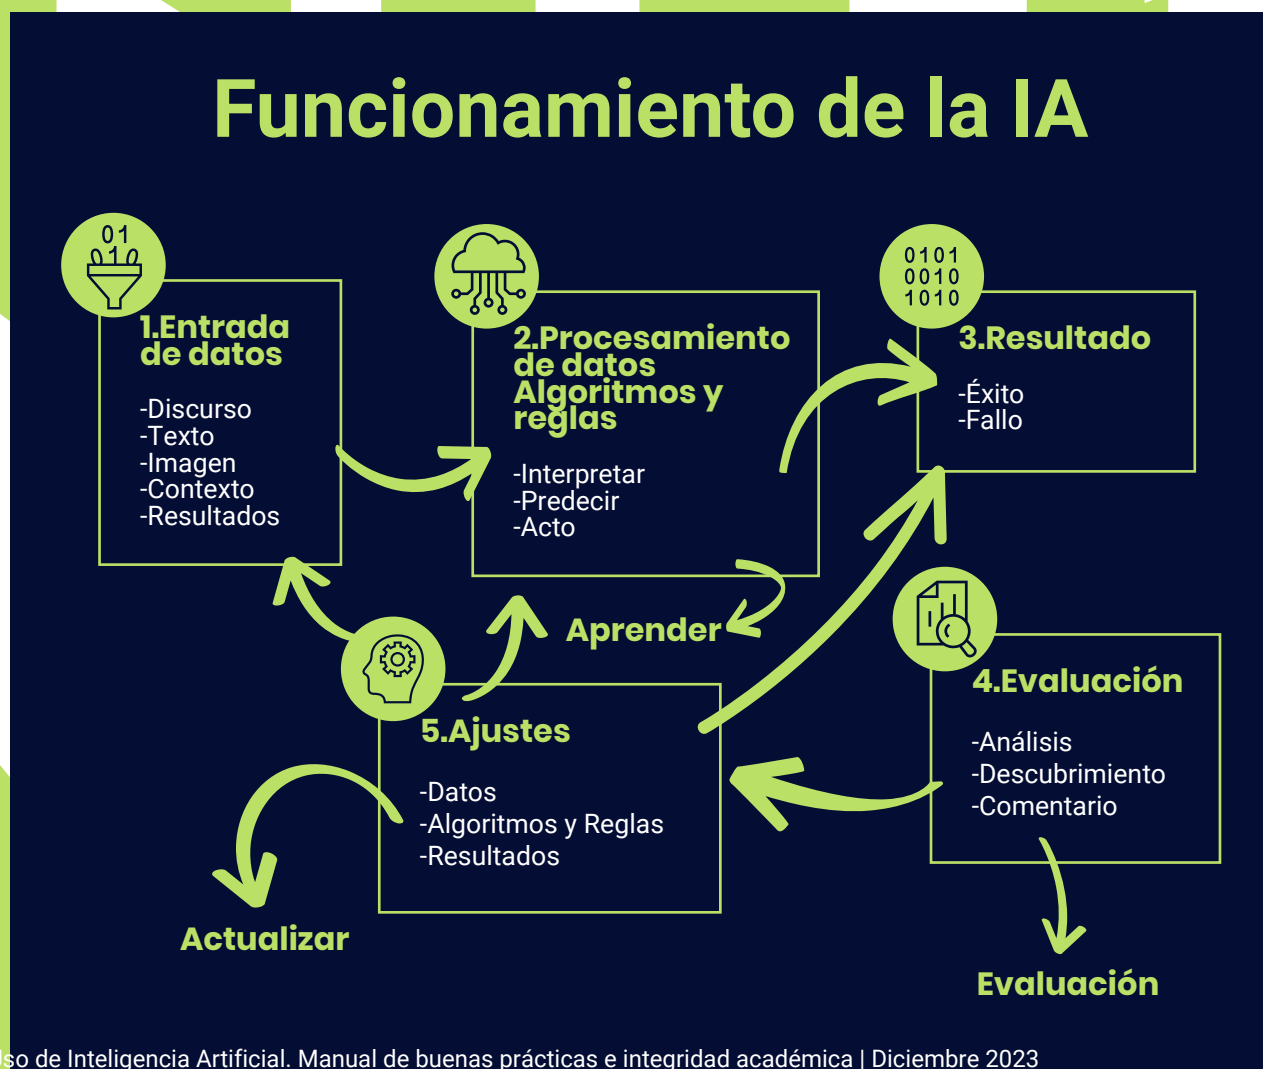 Funcionamiento de la IA
01
010
1.Entrada
de datos
-Discurso
-Texto
-Imagen
-Contexto
-Resultados
2.Procesamiento
de datos
Algoritmos y
reglas
-Interpretar
-Predecir
-Acto
0101
0010
1010
3.Resultado
-Éxito
-Fallo
Aprender
4.Evaluación
-Análisis
-Descubrimiento
-Comentario
5.Ajustes
-Datos
-Algoritmos y Reglas
-Resultados
Actualizar
Evaluación
de Inteligencia Artificial. Manual de buenas prácticas e integridad académica | Diciembre 2023